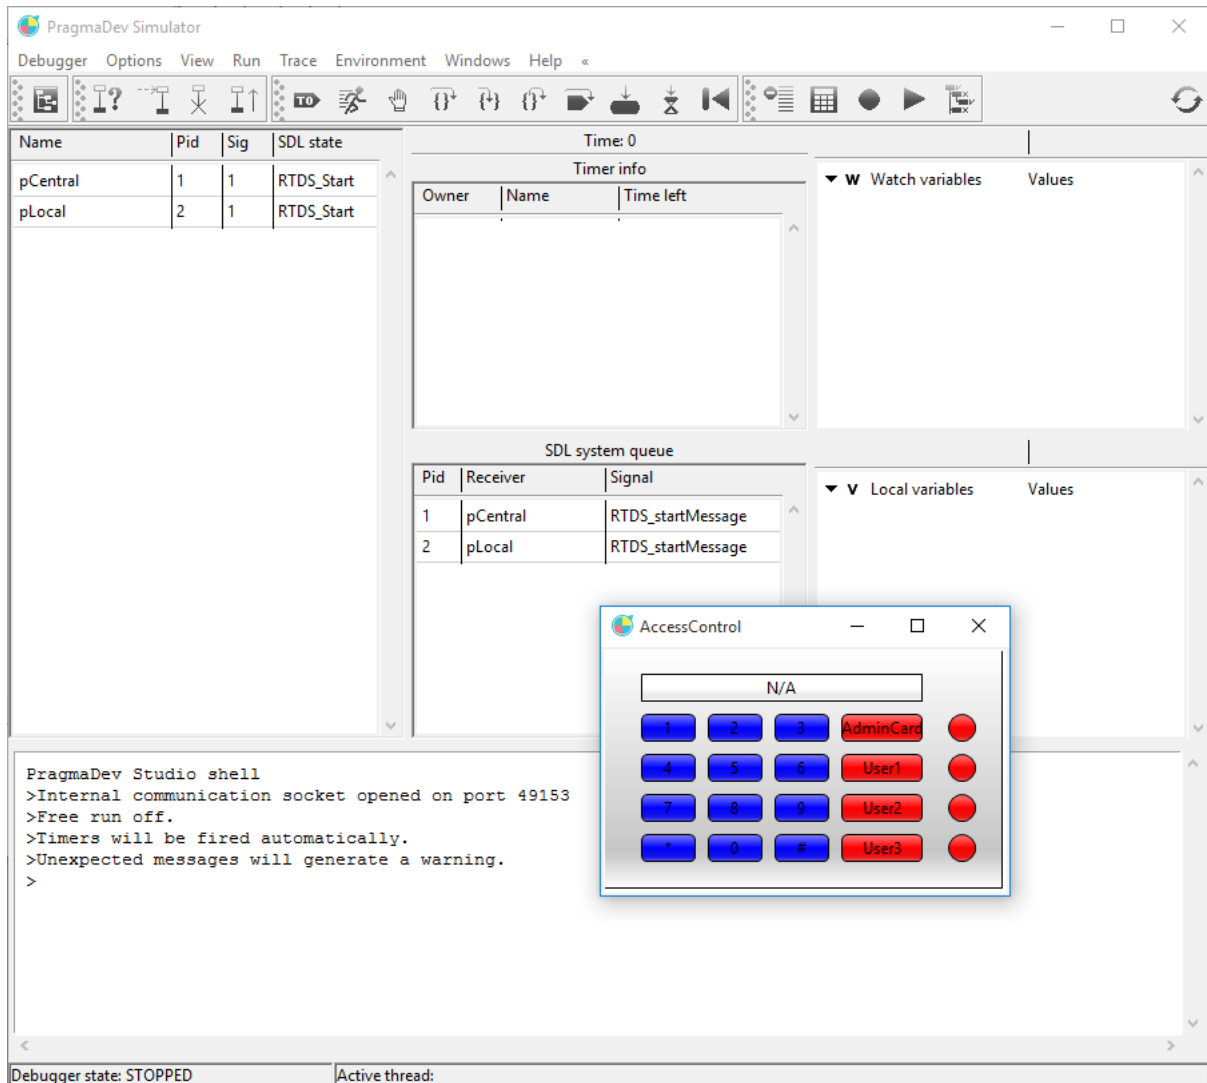 PragmaDev Simulator
Debugger Options View Run Trace Environment Windows Help «
TO
Name Pid Sig SDL state
pCentral 1 1 RTDS_Start
pLocal 2 1 RTDS_Start
Time: 0
Timer info
Owner Name Time left
W Watch variables Values
SDL system queue
Pid Receiver Signal
1 pCentral RTDS_startMessage
2 pLocal RTDS_startMessage
V Local variables Values
AccessControl
N/A
1 2 3 AdminCard
4 5 6 User1
7 8 9 User2
* 0 # User3
PragmaDev Studio shell
>Internal communication socket opened on port 49153
>Free run off.
>Timers will be fired automatically.
>Unexpected messages will generate a warning.
>
Debugger state: STOPPED Active thread: